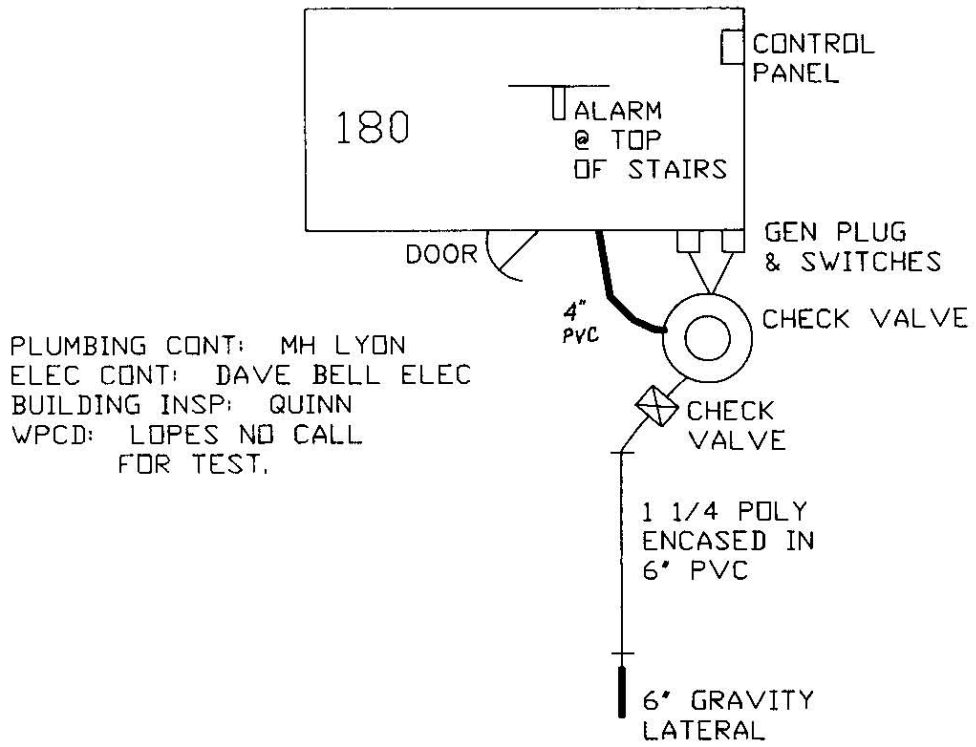 CONTROL
PANEL
180
ALARM
@ TOP
OF STAIRS
DOOR
GEN PLUG
& SWITCHES
4"
PVC
CHECK VALVE
PLUMBING CONT: MH LYON
ELEC CONT: DAVE BELL ELEC
BUILDING INSP: QUINN
WPCD: LOPES NO CALL
FOR TEST.
CHECK
VALVE
1 1/4 POLY
ENCASED IN
6" PVC
6" GRAVITY
LATERAL